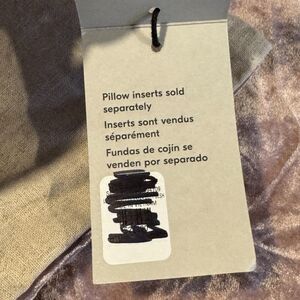 Pillow inserts sold
separately
Inserts sont vendus
séparément
Fundas de cojín se
venden por separado